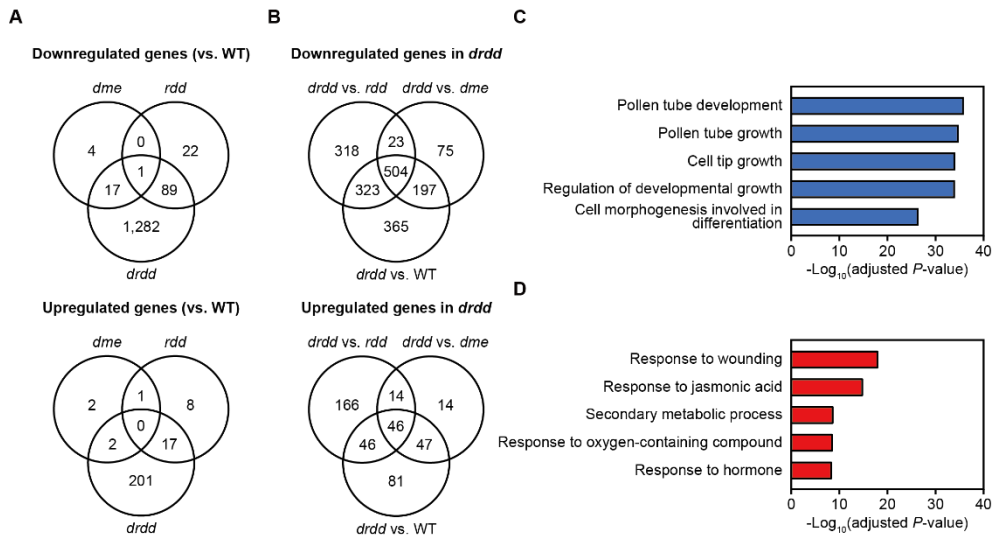 A
Downregulated genes (vs. WT)
dme
rdd
0
4
22
1
17
89
1,282
drdd
Upregulated genes (vs. WT)
dme
rdd
1
2
8
0
2
17
201
drdd
B
Downregulated genes in drdd
drdd vs. rdd
drdd vs. dme
23
318
75
504
323
197
365
drdd vs. WT
Upregulated genes in drdd
drdd vs. rdd
drdd vs. dme
14
166
14
46
46
47
81
drdd vs. WT
C
Pollen tube development
Pollen tube growth
Cell tip growth
Regulation of developmental growth
Cell morphogenesis involved in
differentiation
0 10 20 30 40
-Log10(adjusted P-value)
D
Response to wounding
Response to jasmonic acid
Secondary metabolic process
Response to oxygen-containing compound
Response to hormone
0 10 20 30 40
-Log10(adjusted P-value)